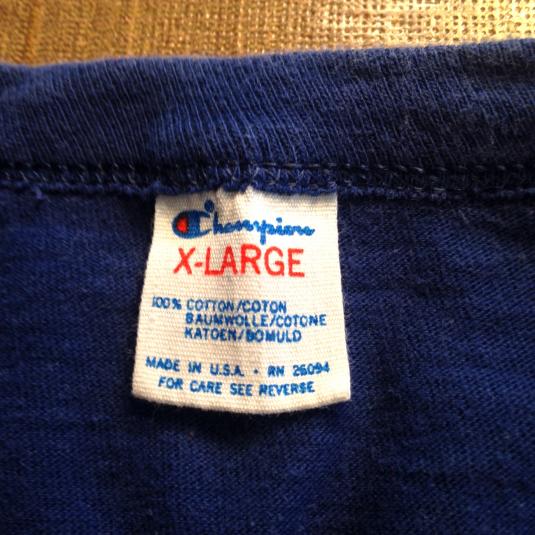 Champion
X-LARGE
100% COTTON/COTON
BAUMWOLLE/COTONE
KATOEN/BOMULD
MADE IN U.S.A. • RN 26094
FOR CARE SEE REVERSE